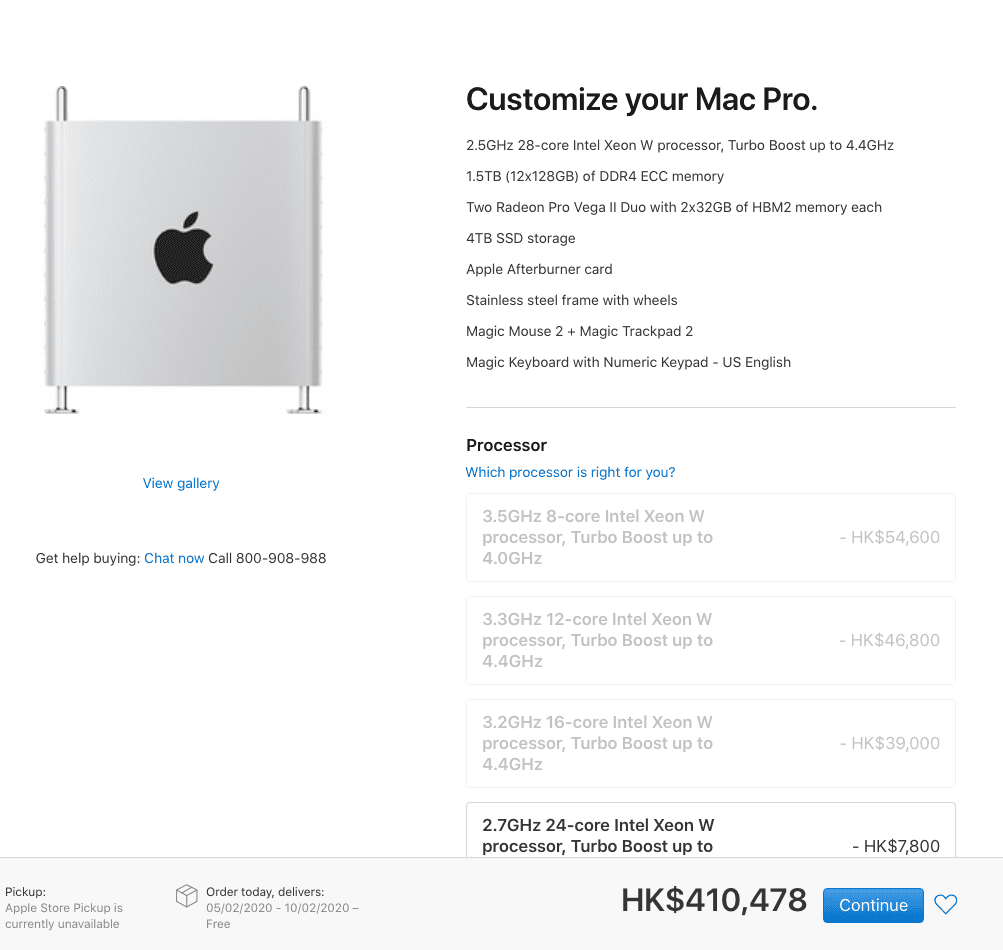 Customize your Mac Pro.
2.5GHz 28-core Intel Xeon W processor, Turbo Boost up to 4.4GHz
1.5TB (12x128GB) of DDR4 ECC memory
Two Radeon Pro Vega II Duo with 2x32GB of HBM2 memory each
4TB SSD storage
Apple Afterburner card
Stainless steel frame with wheels
Magic Mouse 2 + Magic Trackpad 2
Magic Keyboard with Numeric Keypad - US English
View gallery
Get help buying: Chat now Call 800-908-988
Processor
Which processor is right for you?
3.5GHz 8-core Intel Xeon W
processor, Turbo Boost up to
4.0GHz
- HK$54,600
3.3GHz 12-core Intel Xeon W
processor, Turbo Boost up to
4.4GHz
- HK$46,800
3.2GHz 16-core Intel Xeon W
processor, Turbo Boost up to
4.4GHz
- HK$39,000
2.7GHz 24-core Intel Xeon W
processor, Turbo Boost up to
- HK$7,800
Pickup:
Apple Store Pickup is
currently unavailable
Order today, delivers:
05/02/2020 - 10/02/2020 –
Free
HK$410,478
Continue